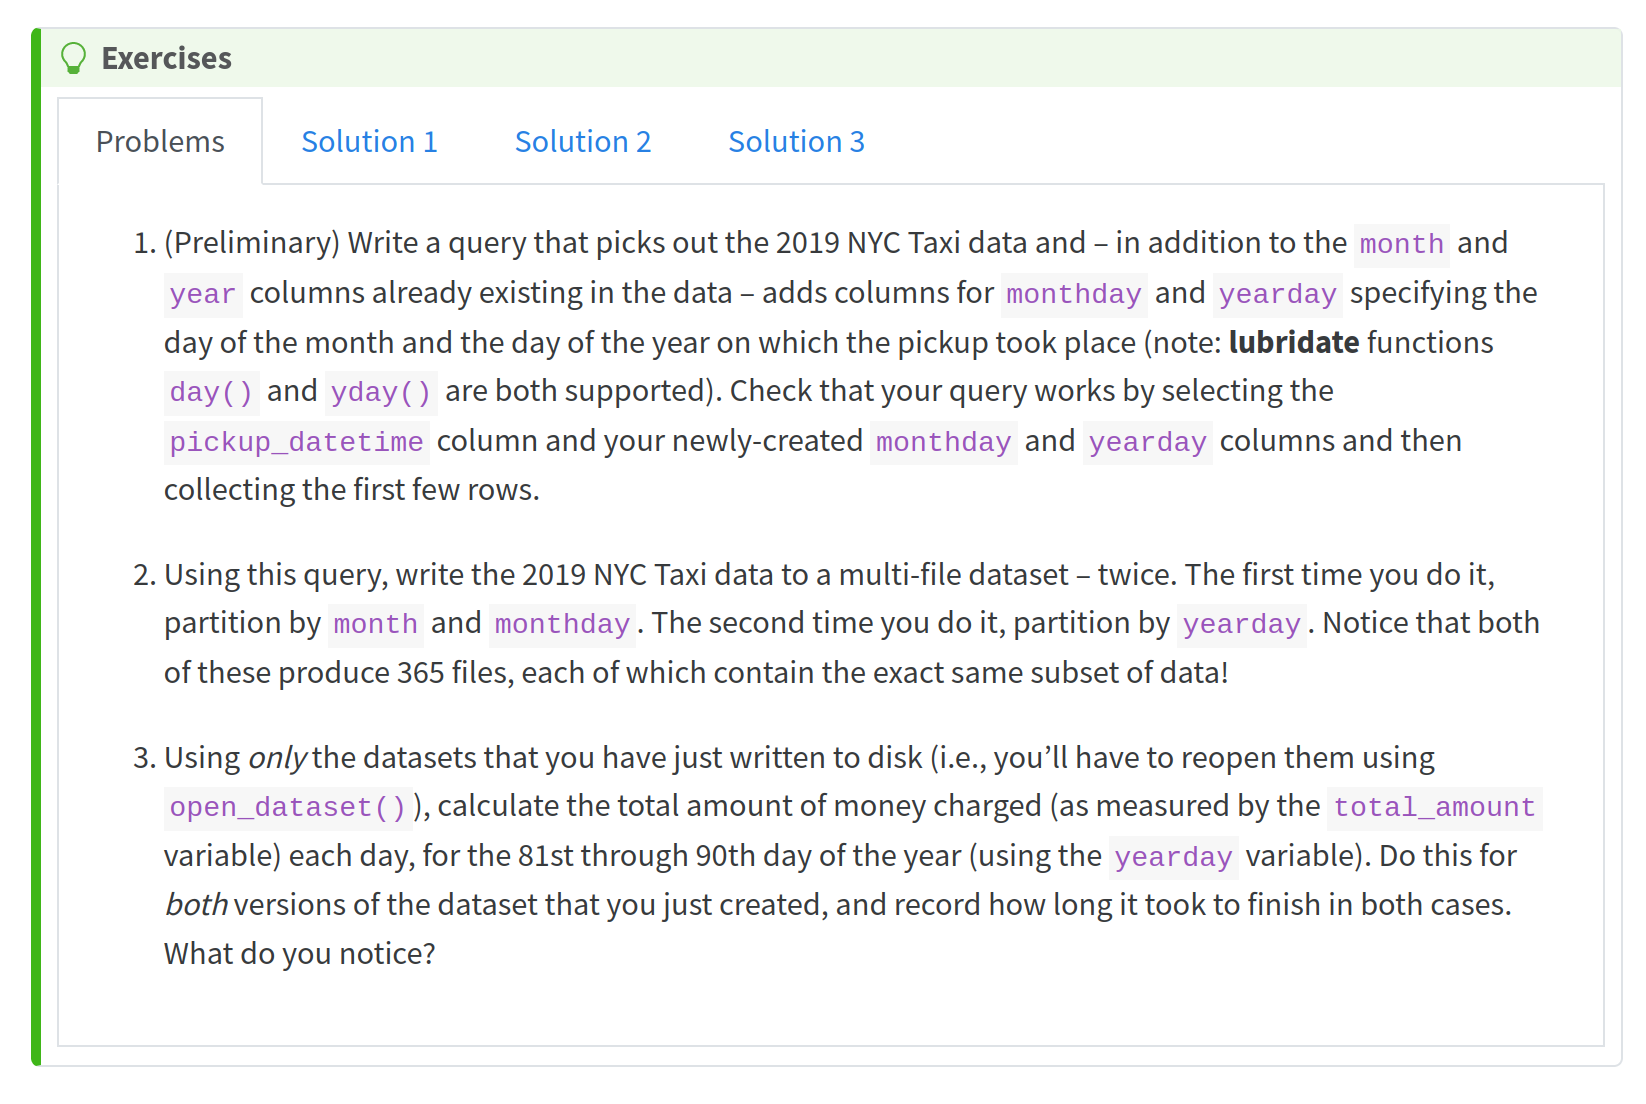 Exercises
Problems Solution 1 Solution 2 Solution 3
1. (Preliminary) Write a query that picks out the 2019 NYC Taxi data and – in addition to the month and
year columns already existing in the data – adds columns for monthday and yearday specifying the
day of the month and the day of the year on which the pickup took place (note: lubridate functions
day() and yday() are both supported). Check that your query works by selecting the
pickup_datetime column and your newly-created monthday and yearday columns and then
collecting the first few rows.
2. Using this query, write the 2019 NYC Taxi data to a multi-file dataset – twice. The first time you do it,
partition by month and monthday. The second time you do it, partition by yearday. Notice that both
of these produce 365 files, each of which contain the exact same subset of data!
3. Using only the datasets that you have just written to disk (i.e., you’ll have to reopen them using
open_dataset()), calculate the total amount of money charged (as measured by the total_amount
variable) each day, for the 81st through 90th day of the year (using the yearday variable). Do this for
both versions of the dataset that you just created, and record how long it took to finish in both cases.
What do you notice?